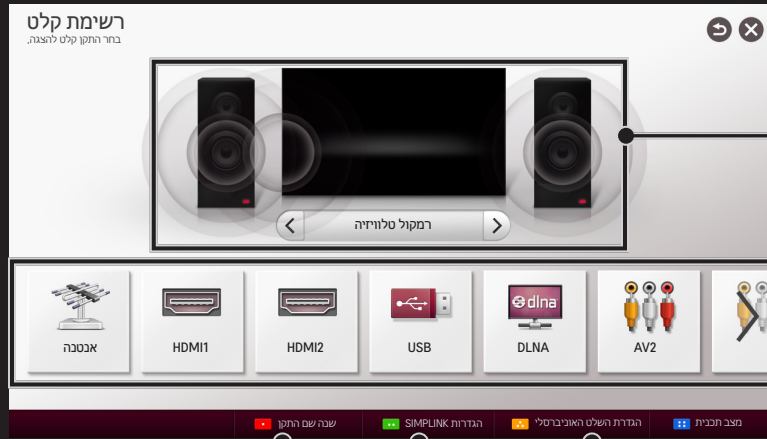 רשימת קלט
בחר התקן קלט להצגה.
רמקול טלוויזיה
אנטנה
HDMI1
HDMI2
USB
dlna
DLNA
AV2
שנה שם התקן
הגדרות SIMPLINK
הגדרת השלט האוניברסלי
מצב תכנית